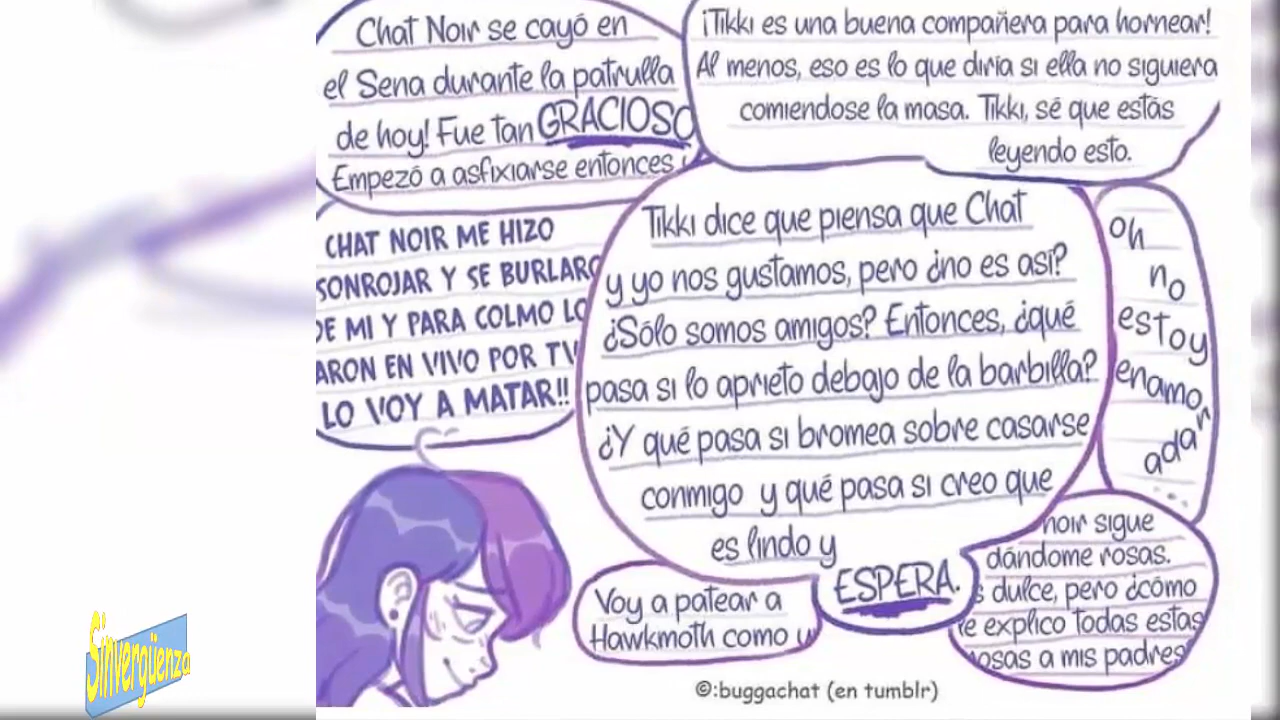 Chat Noir se cayó en
el Sena durante la patrulla
de hoy! Fue tan GRACIOSO
Empezó a asfixiarse entonces
¡Tikki es una buena compañera para hornear!
Al menos, eso es lo que diría si ella no siguiera
comiendose la masa. Tikki, sé que estás
leyendo esto.
CHAT NOIR ME HIZO
SONROJAR Y SE BURLARO
DE MI Y PARA COLMO LO
ARON EN VIVO POR TV
LO VOY A MATAR!!
Tikki dice que piensa que Chat
y yo nos gustamos, pero ¿no es así?
¿Sólo somos amigos? Entonces, ¿qué
pasa si lo aprieto debajo de la barbilla?
¿Y qué pasa si bromea sobre casarse
conmigo y qué pasa si creo que
es lindo y
ESPERA.
oh
no
estoy
enamo
rada
...
Voy a patear a
Hawkmoth como u
noir sigue
dándome rosas.
s dulce, pero ¿cómo
le explico todas estas
rosas a mis padres
©:buggachat (en tumblr)
Sinvergüenza